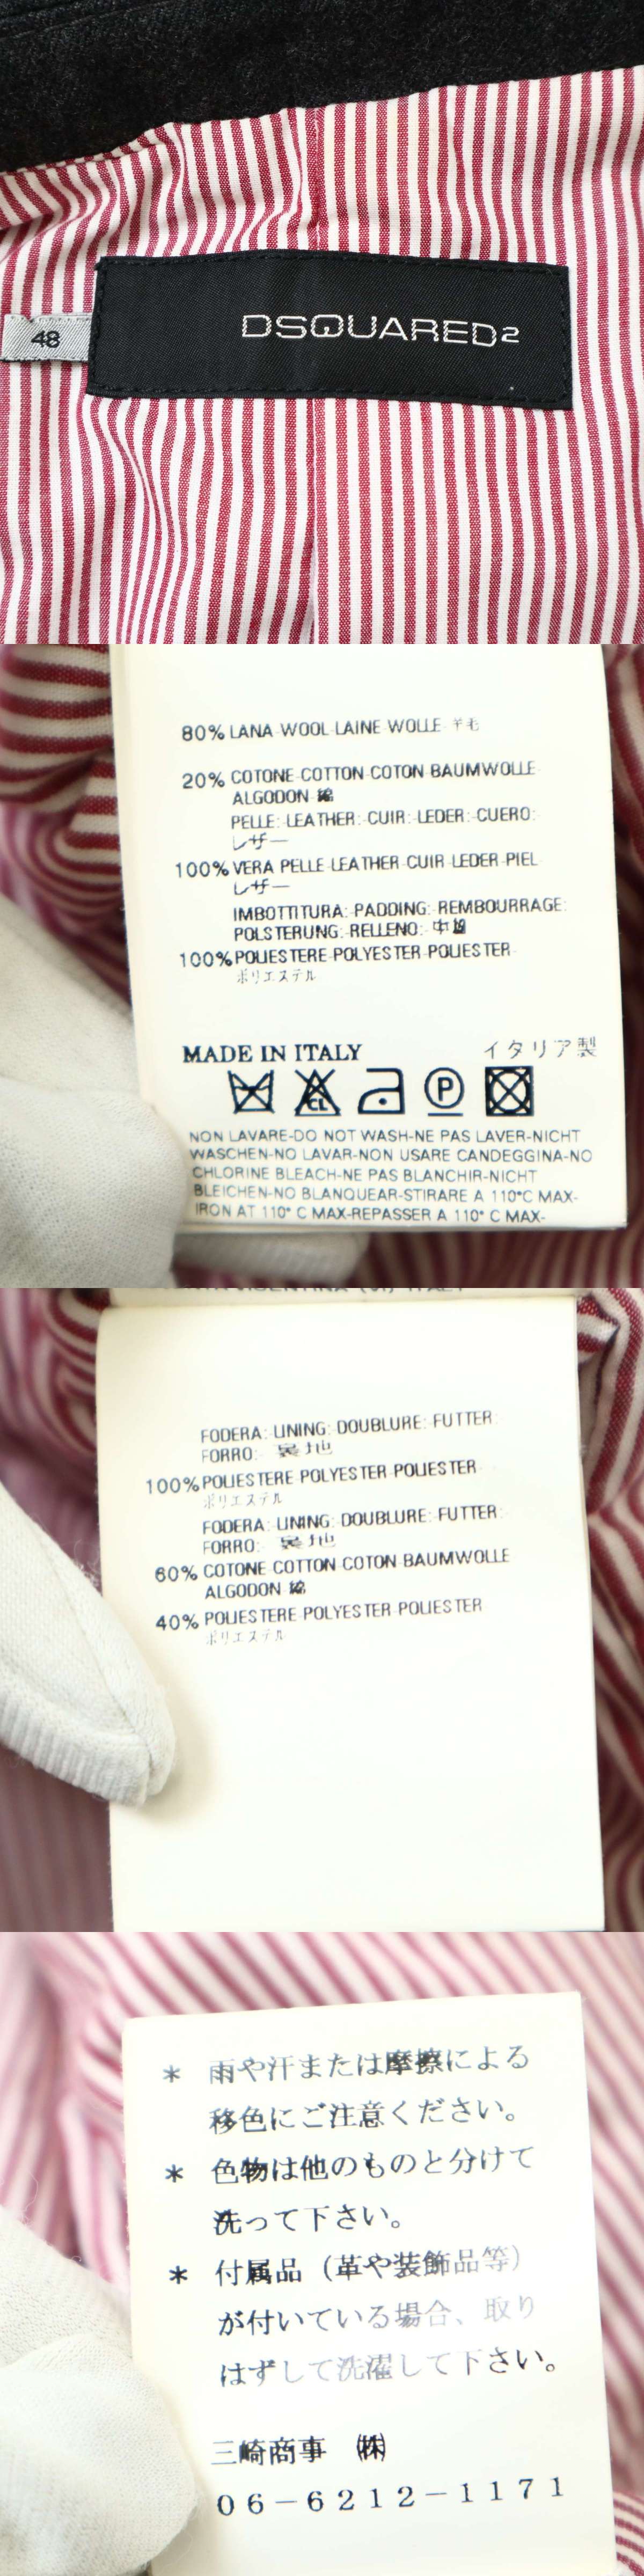 48
DSQUARED2
80% LANA-WOOL-LAINE-WOLLE 羊毛
20% COTONE-COTTON-COTON-BAUMWOLLE-
ALGODON 綿
PELLE: LEATHER: CUIR: LEDER: CUERO:
レザー
100% VERA PELLE-LEATHER-CUIR-LEDER-PIEL
レザー
IMBOTTITURA: PADDING: REMBOURRAGE:
POLSTERUNG: RELLENO: 中
100% POLIESTERE-POLYESTER-POLIESTER
ポリエステル
MADE IN ITALY イタリア製
CL P
NON LAVARE-DO NOT WASH-NE PAS LAVER-NICHT
WASCHEN-NO LAVAR-NON USARE CANDEGGINA-NO
CHLORINE BLEACH-NE PAS BLANCHIR-NICHT
BLEICHEN-NO BLANQUEAR-STIRARE A 110°C MAX-
IRON AT 110° C MAX-REPASSER A 110° C MAX-
FODERA: LINING: DOUBLURE: FUTTER:
FORRO: 裏地
100% POLIESTERE-POLYESTER-POLIESTER
ポリエステル
FODERA: LINING: DOUBLURE: FUTTER:
FORRO: 裏地
60% COTONE-COTTON-COTON-BAUMWOLLE
ALGODON 綿
40% POLIESTERE-POLYESTER-POLIESTER
ポリエステル
* 雨や汗または摩擦による
移色にご注意ください。
* 色物は他のものと分けて
洗って下さい。
* 付属品（革や装飾品等）
が付いている場合、取り
はずして洗濯して下さい。
三崎商事 ㈱
06-6212-1171